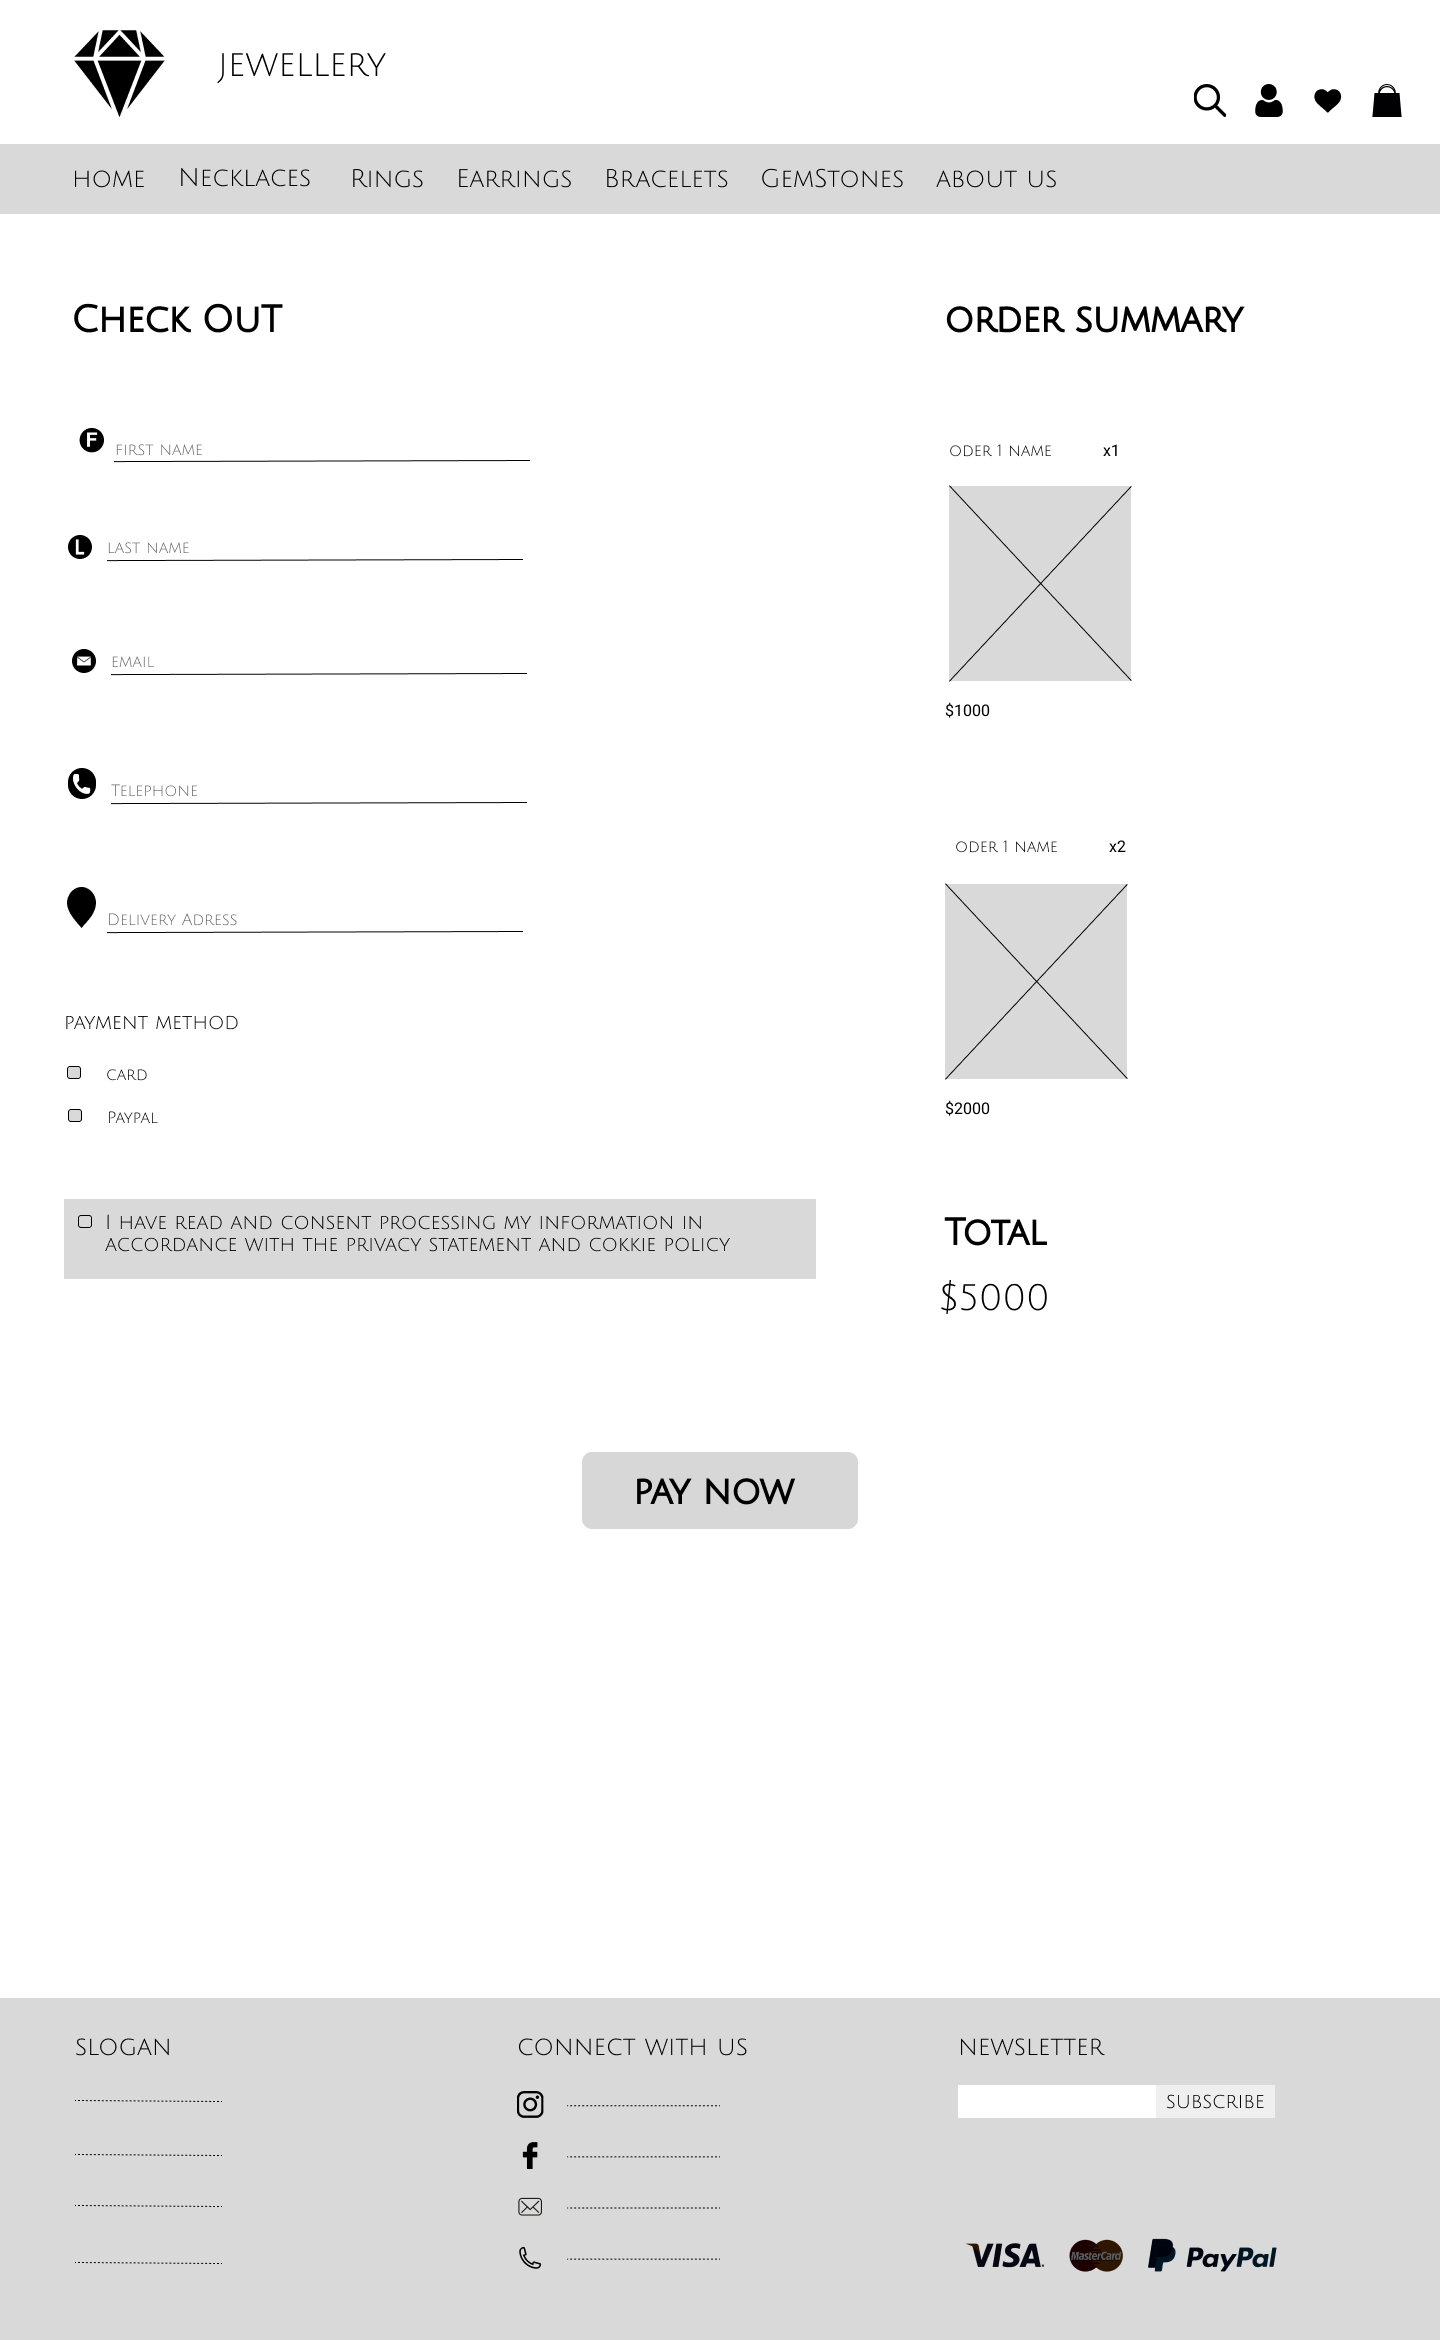 JEWELLERY
HOME NECKLACES RINGS EARRINGS BRACELETS GEMSTONES ABOUT US
CHECK OUT
ORDER SUMMARY
F FIRST NAME
L LAST NAME
EMAIL
TELEPHONE
DELIVERY ADRESS
PAYMENT METHOD
CARD
PAYPAL
I HAVE READ AND CONSENT PROCESSING MY INFORMATION IN
ACCORDANCE WITH THE PRIVACY STATEMENT AND COKKIE POLICY
ODER 1 NAME x1
$1000
ODER 1 NAME x2
$2000
TOTAL
$5000
PAY NOW
SLOGAN
CONNECT WITH US
NEWSLETTER
SUBSCRIBE
VISA MasterCard PayPal